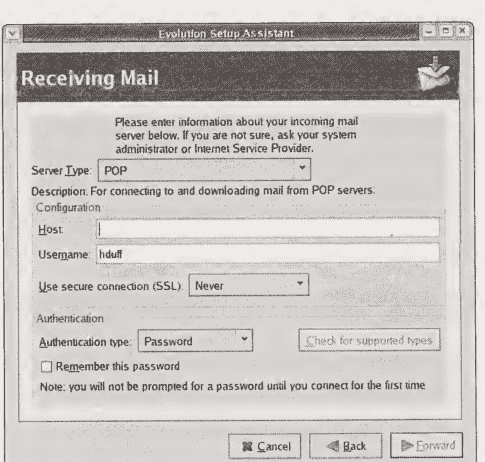 Evolution Setup Assistant
Receiving Mail
Please enter information about your incoming mail
server below. If you are not sure, ask your system
administrator or Internet Service Provider.
Server Type: POP
Description: For connecting to and downloading mail from POP servers.
Configuration
Host:
Username: hduff
Use secure connection (SSL): Never
Authentication
Authentication type: Password Check for supported types
Remember this password
Note: you will not be prompted for a password until you connect for the first time
Cancel Back Forward